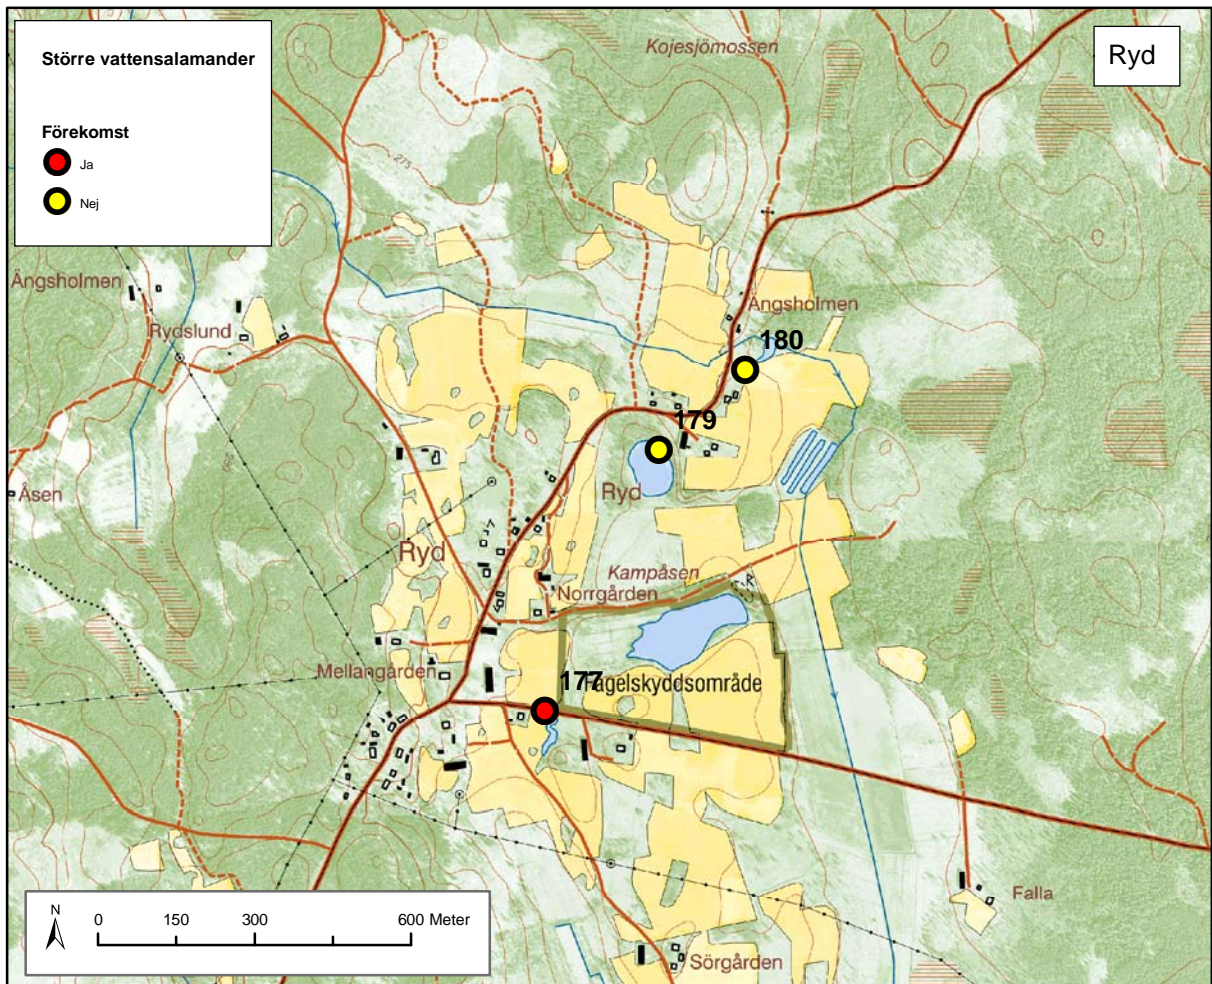 Större vattensalamander
Förekomst
Ja
Nej
Ryd
Kojesjömossen
275
Ängsholmen
Rydslund
Ängsholmen
180
179
Åsen
Ryd
Ryd
Kampåsen
Norrgården
Mellangården
177
Fågelskyddsområde
Falla
Sörgården
N
0 150 300 600 Meter